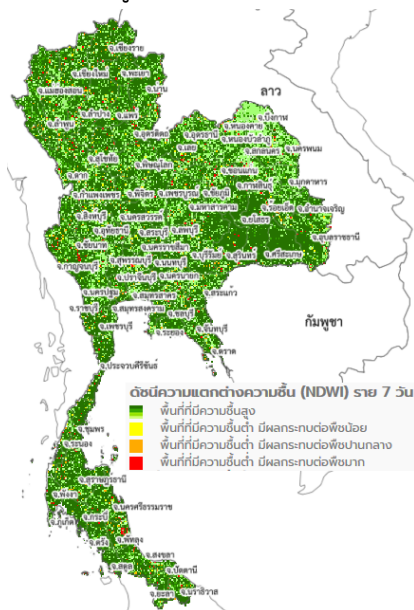 จ.เชียงราย
จ.เชียงใหม่ จ.พะเยา
จ.แม่ฮ่องสอน จ.น่าน
จ.ลำปาง จ.แพร่
จ.ลำพูน
จ.อุตรดิตถ์
ลาว
จ.บึงกาฬ
จ.หนองคาย
จ.อุดรธานี จ.หนองบัวลำภู
จ.เลย จ.สกลนคร จ.นครพนม
จ.สุโขทัย
จ.พิษณุโลก
จ.ขอนแก่น
จ.ตาก
จ.กาฬสินธุ์ จ.มุกดาหาร
จ.กำแพงเพชร จ.พิจิตร จ.เพชรบูรณ์ จ.ชัยภูมิ
จ.มหาสารคาม จ.ร้อยเอ็ด จ.อำนาจเจริญ
จ.สิงห์บุรี จ.นครสวรรค์ จ.ยโสธร
จ.อุทัยธานี จ.สระบุรี จ.ลพบุรี
จ.อุบลราชธานี
จ.ชัยนาท จ.นครราชสีมา
จ.บุรีรัมย์ จ.สุรินทร์ จ.ศรีสะเกษ
จ.กาญจนบุรี จ.สุพรรณบุรี จ.นนทบุรี
จ.ปราจีนบุรี จ.นครนายก
จ.นครปฐม จ.สมุทรสาคร จ.สระแก้ว
จ.ราชบุรี จ.สมุทรสงคราม จ.ชลบุรี
จ.เพชรบุรี จ.ระยอง จ.จันทบุรี
กัมพูชา
จ.ตราด
จ.ประจวบคีรีขันธ์
ดัชนีความแตกต่างความชื้น (NDWI) ราย 7 วัน
พื้นที่ที่มีความชื้นสูง
พื้นที่ที่มีความชื้นต่ำ มีผลกระทบต่อพืชน้อย
พื้นที่ที่มีความชื้นต่ำ มีผลกระทบต่อพืชปานกลาง
พื้นที่ที่มีความชื้นต่ำ มีผลกระทบต่อพืชมาก
จ.ชุมพร
จ.ระนอง
จ.สุราษฎร์ธานี
จ.พังงา
จ.นครศรีธรรมราช
จ.ภูเก็ต จ.กระบี่
จ.ตรัง จ.พัทลุง
จ.สงขลา
จ.สตูล จ.ปัตตานี
จ.ยะลา จ.นราธิวาส